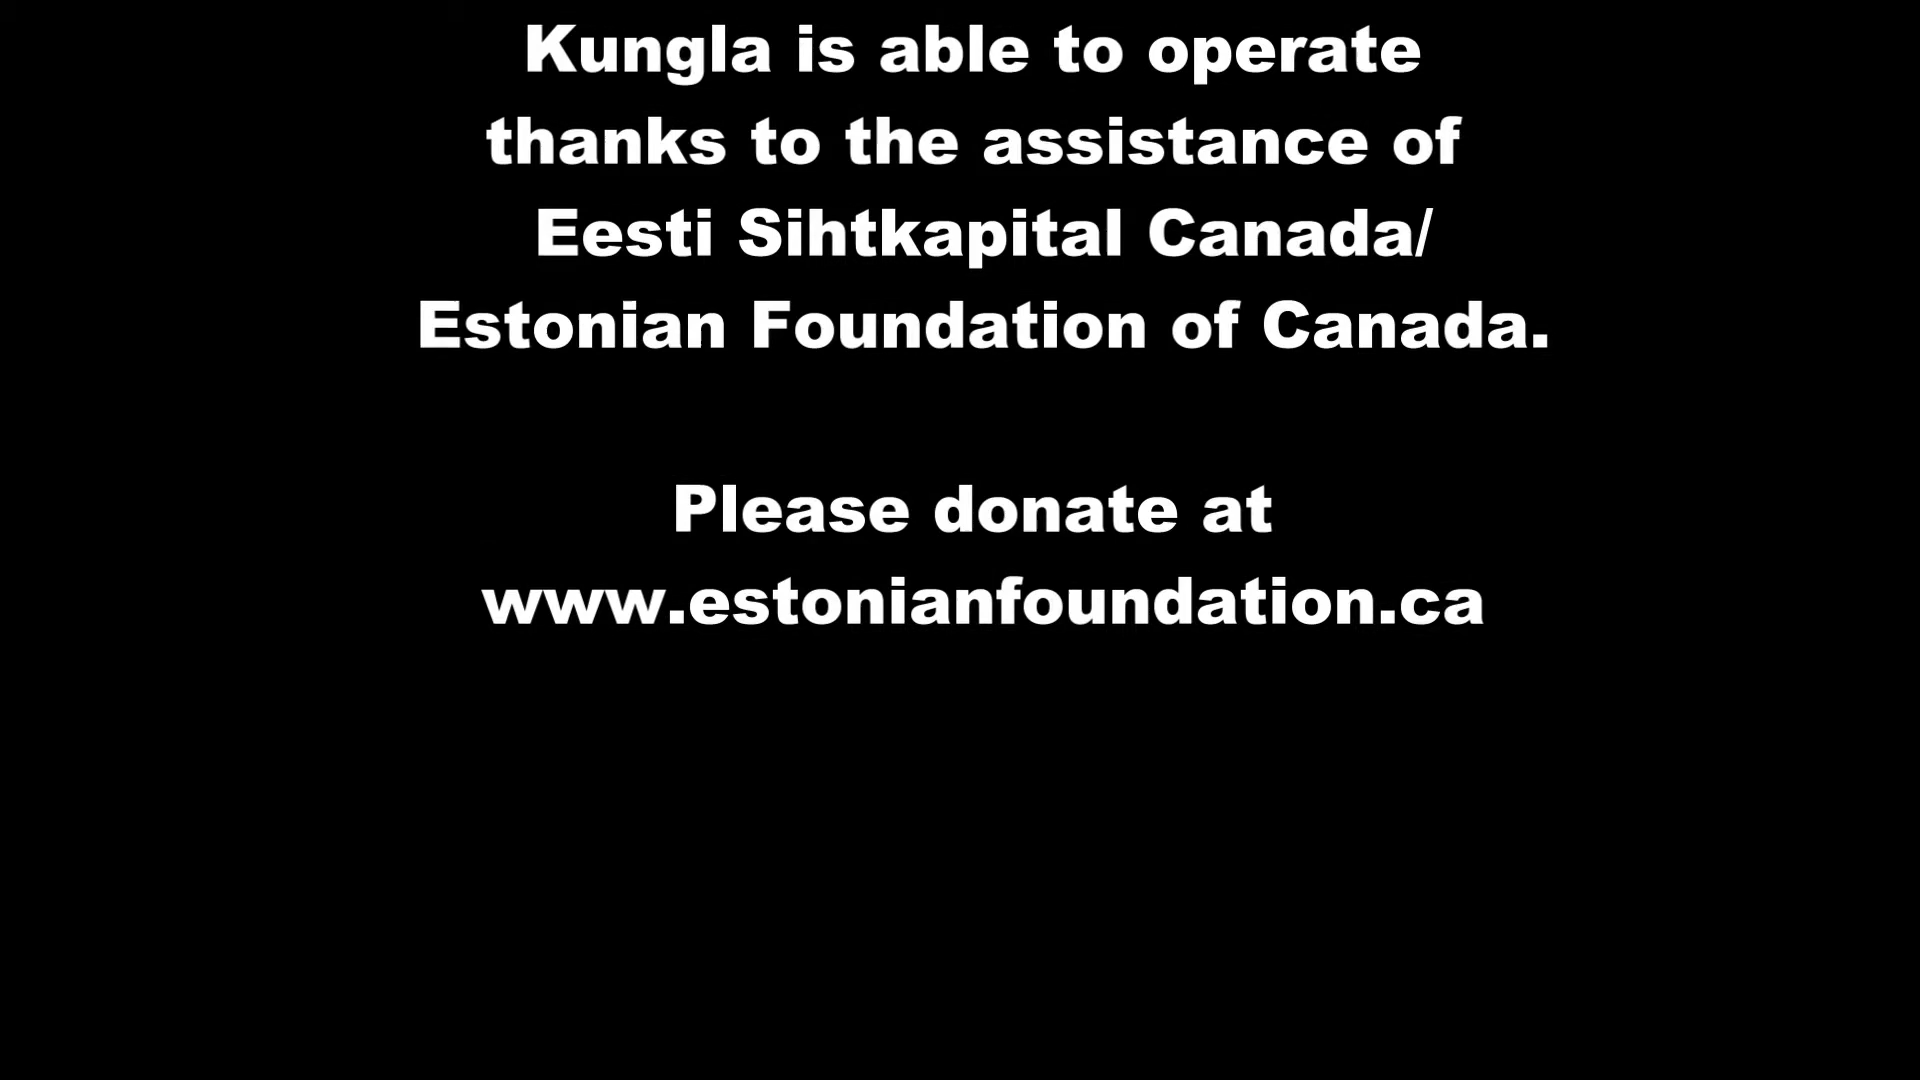 Kungla is able to operate
thanks to the assistance of
Eesti Sihtkapital Canada/
Estonian Foundation of Canada.
Please donate at
www.estonianfoundation.ca